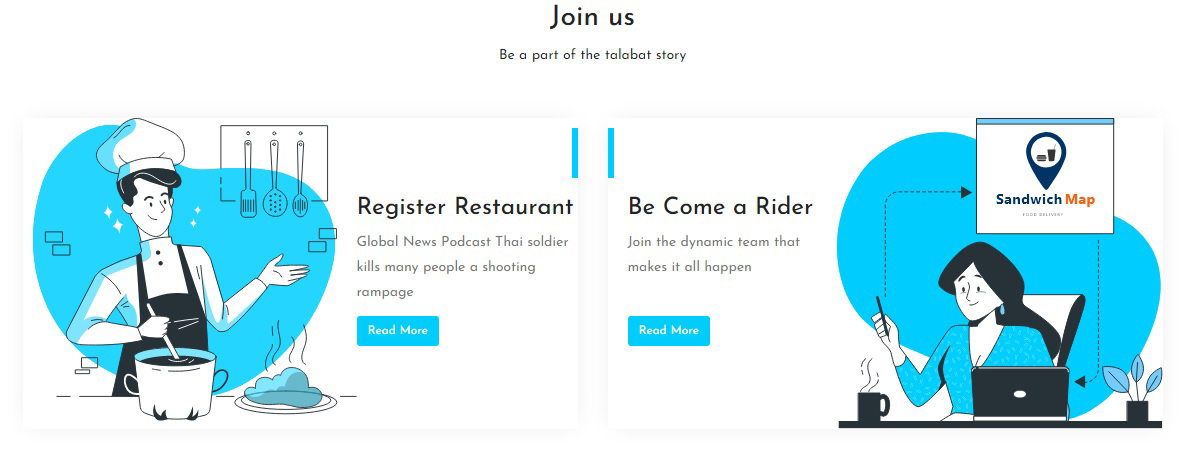 Join us
Be a part of the talabat story
Register Restaurant
Global News Podcast Thai soldier
kills many people a shooting
rampage
Read More
Be Come a Rider
Join the dynamic team that
makes it all happen
Read More
Sandwich Map
FOOD DELIVERY